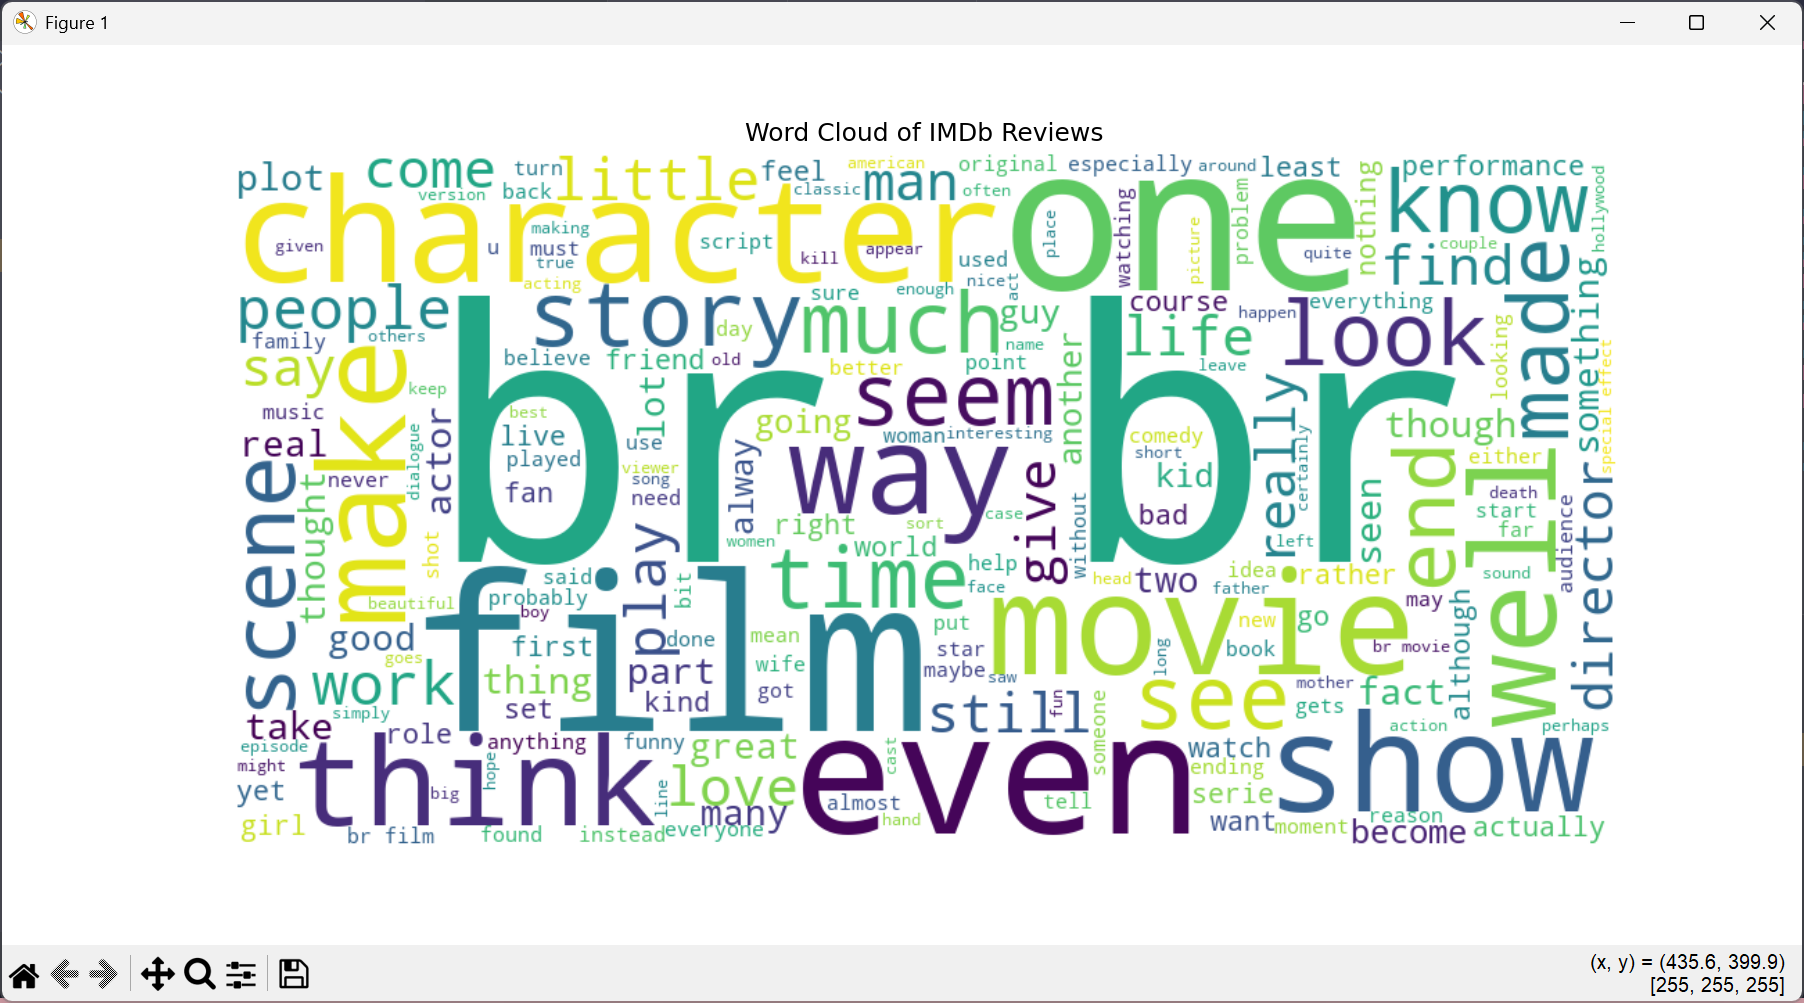 Figure 1
Word Cloud of IMDb Reviews
plot come turn little feel american man original especially around least performance
version back classic often
character one know hollywood
given u making must true script kill appear used place watching picture problem quite nothing find couple
acting nice act
people story sure enough much guy course happen everything look made something
family others day name life
say believe friend old better point another leave looking special effect
make keep br br
music best lot going seem really though
real actor live use woman interesting comedy either
dialogue played viewer short certainly
never fan song need alway way give kid seen end well death
scene thought right sort case without bad start
shot women world left far audience director
said play bit time help face head two idea father rather sound
beautiful probably boy may although
good film first done mean put movie new go
goes wife star long book br movie
work thing part maybe saw see mother fact
take simply set kind got still fun gets
episode role anything funny great someone watch show action perhaps
might think hope love cast even ending
yet big line many almost tell serie
girl br film found instead everyone hand want moment reason become actually
(x, y) = (435.6, 399.9)
[255, 255, 255]